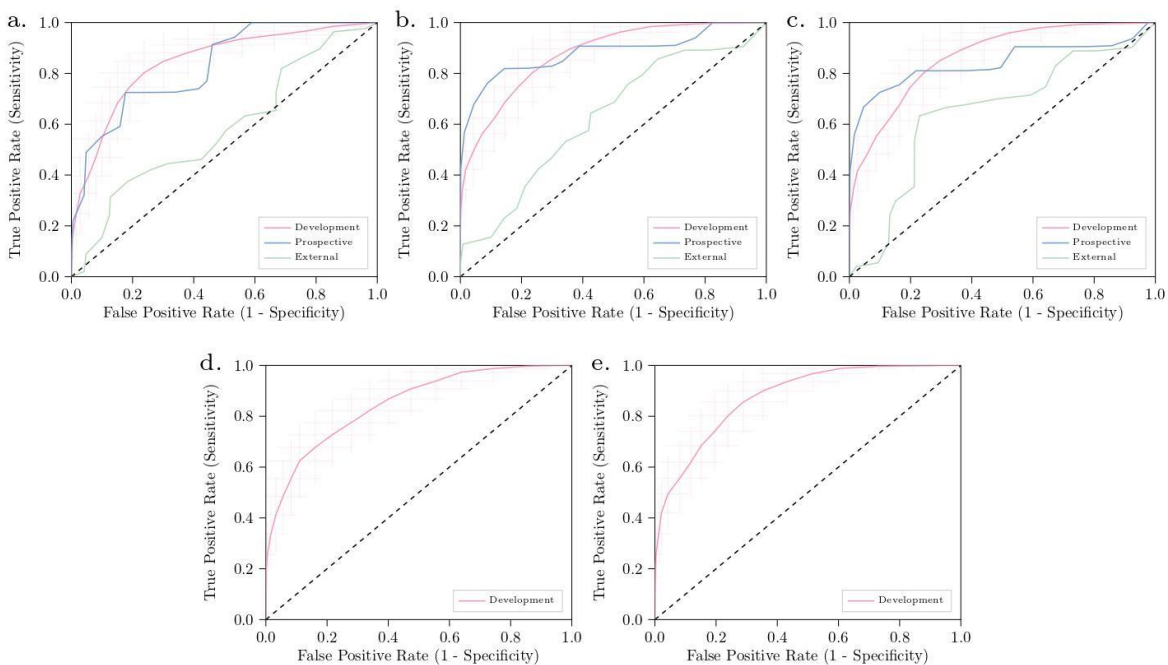 a.
True Positive Rate (Sensitivity)
1.0
0.8
0.6
0.4
0.2
0.0
Development
Prospective
External
0.0 0.2 0.4 0.6 0.8 1.0
False Positive Rate (1 - Specificity)
b.
True Positive Rate (Sensitivity)
1.0
0.8
0.6
0.4
0.2
0.0
Development
Prospective
External
0.0 0.2 0.4 0.6 0.8 1.0
False Positive Rate (1 - Specificity)
c.
True Positive Rate (Sensitivity)
1.0
0.8
0.6
0.4
0.2
0.0
Development
Prospective
External
0.0 0.2 0.4 0.6 0.8 1.0
False Positive Rate (1 - Specificity)
d.
True Positive Rate (Sensitivity)
1.0
0.8
0.6
0.4
0.2
0.0
Development
0.0 0.2 0.4 0.6 0.8 1.0
False Positive Rate (1 - Specificity)
e.
True Positive Rate (Sensitivity)
1.0
0.8
0.6
0.4
0.2
0.0
Development
0.0 0.2 0.4 0.6 0.8 1.0
False Positive Rate (1 - Specificity)